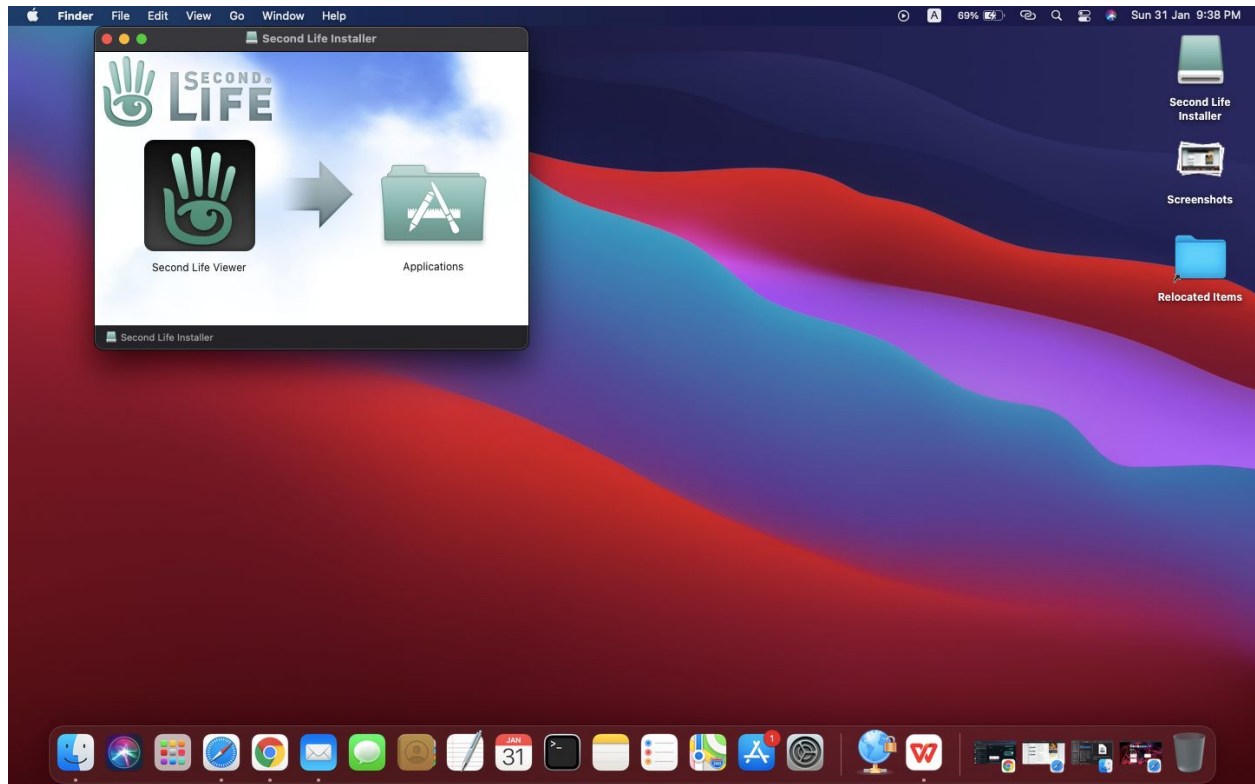 Finder File Edit View Go Window Help A 69% Sun 31 Jan 9:38 PM
Second Life Installer
SECOND
LIFE
Second Life Viewer
Applications
Second Life Installer
Second Life
Installer
Screenshots
Relocated Items
JAN
31
>_
1